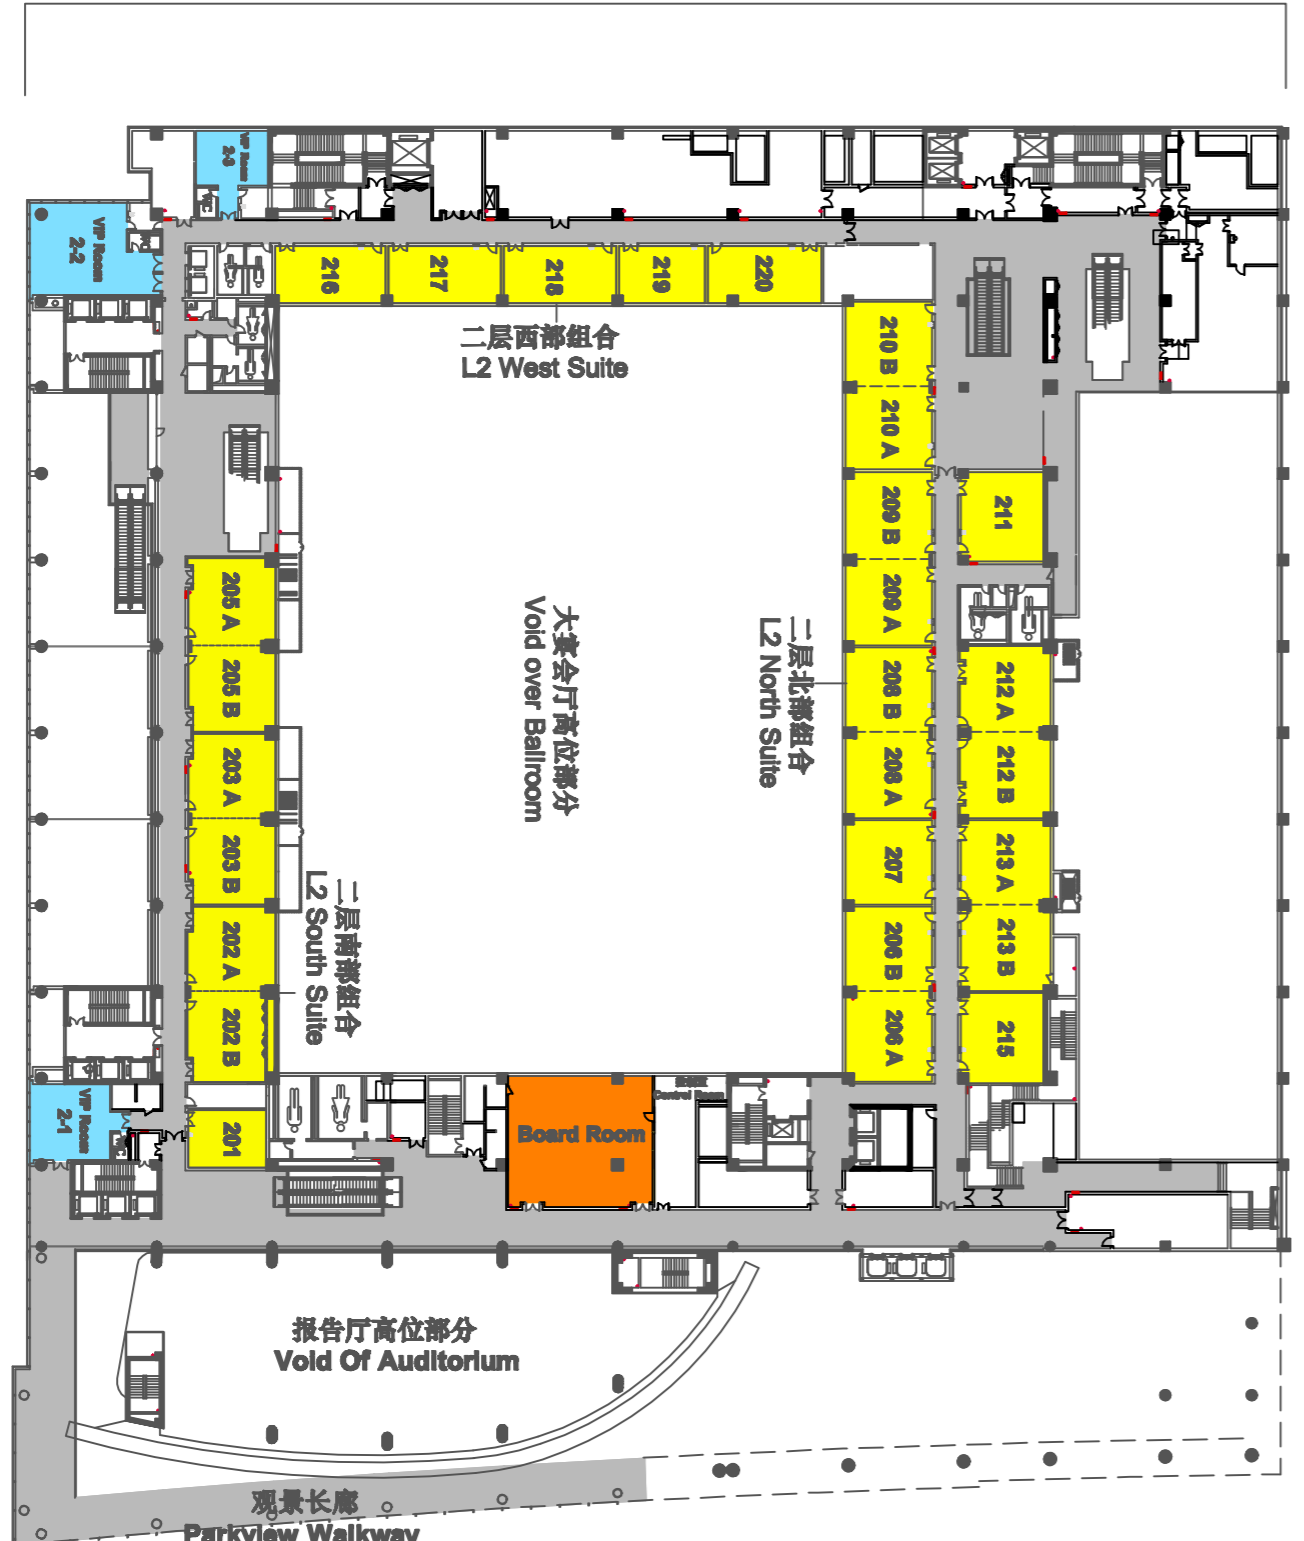 VIP Room
2-3
WC
VIP Room
2-2
WC
216
217
218
219
220
二层西部组合
L2 West Suite
210 B
210 A
209 B
209 A
208 B
208 A
207
206 B
206 A
211
212 A
212 B
213 A
213 B
215
205 A
205 B
203 A
203 B
202 A
202 B
201
大宴会厅高位部分
Void over Ballroom
二层北部组合
L2 North Suite
二层南部组合
L2 South Suite
VIP Room
2-1
WC
Board Room
Control Room
报告厅高位部分
Void Of Auditorium
观景长廊
Parkview Walkway